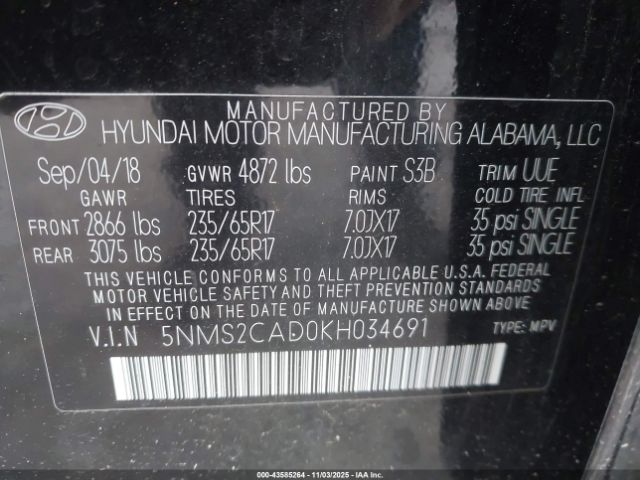 MANUFACTURED BY
HYUNDAI MOTOR MANUFACTURING ALABAMA, LLC
Sep/04/18 GVWR 4872 lbs PAINT S3B TRIM UUE
GAWR TIRES RIMS COLD TIRE INFL
FRONT 2866 lbs 235/65R17 7.0JX17 35 psi SINGLE
REAR 3075 lbs 235/65R17 7.0JX17 35 psi SINGLE
THIS VEHICLE CONFORMS TO ALL APPLICABLE U.S.A. FEDERAL
MOTOR VEHICLE SAFETY AND THEFT PREVENTION STANDARDS
IN EFFECT ON THE DATE OF MANUFACTURE SHOWN ABOVE.
V.I.N 5NMS2CAD0KH034691 TYPE: MPV
000-43585264 - 11/03/2025 - IAAI